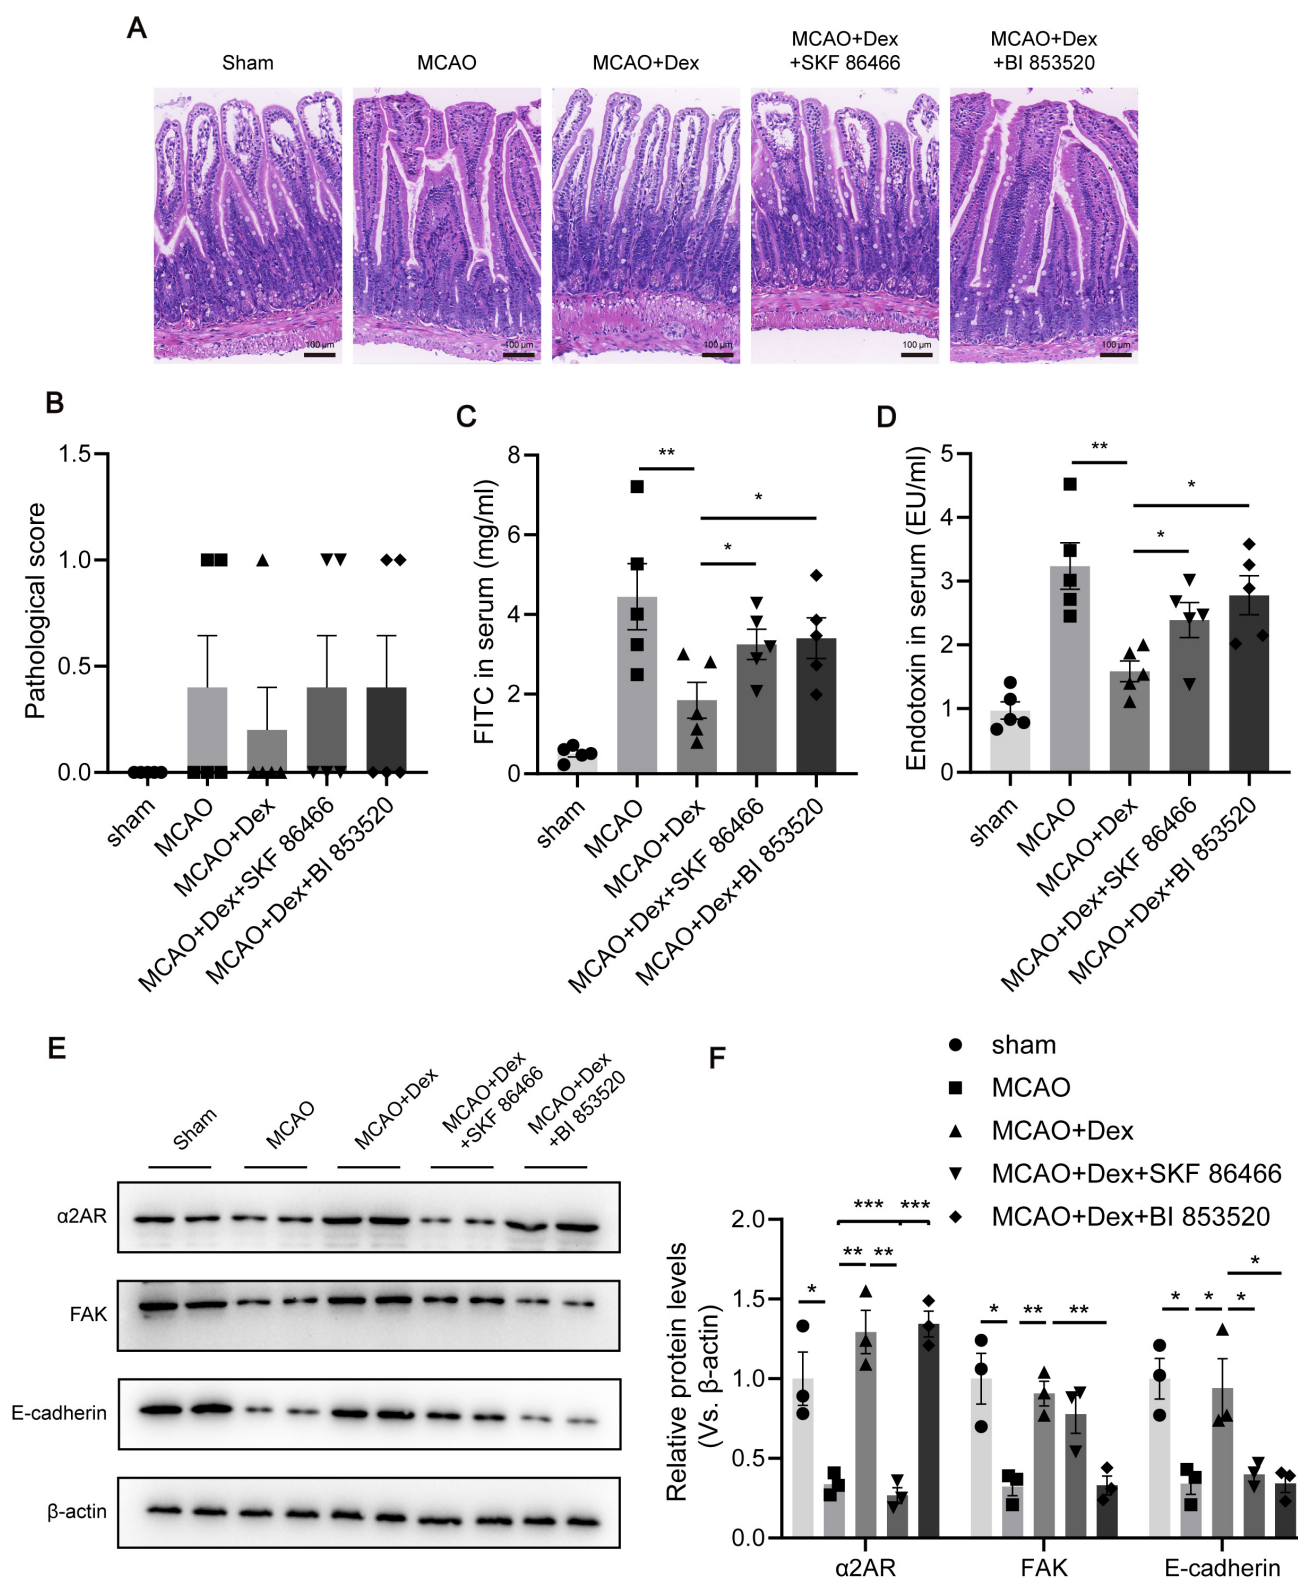 A
Sham
MCAO
MCAO+Dex
MCAO+Dex
+SKF 86466
MCAO+Dex
+BI 853520
100 μm
100 μm
100 μm
100 μm
100 μm
B
Pathological score
1.5
1.0
0.5
0.0
sham
MCAO
MCAO+Dex
MCAO+Dex+SKF 86466
MCAO+Dex+BI 853520
C
FITC in serum (mg/ml)
8
6
4
2
0
**
*
*
sham
MCAO
MCAO+Dex
MCAO+Dex+SKF 86466
MCAO+Dex+BI 853520
D
Endotoxin in serum (EU/ml)
5
4
3
2
1
0
**
*
*
sham
MCAO
MCAO+Dex
MCAO+Dex+SKF 86466
MCAO+Dex+BI 853520
E
Sham
MCAO
MCAO+Dex
MCAO+Dex
+SKF 86466
MCAO+Dex
+BI 853520
α2AR
FAK
E-cadherin
β-actin
F
sham
MCAO
MCAO+Dex
MCAO+Dex+SKF 86466
MCAO+Dex+BI 853520
Relative protein levels
(Vs. β-actin)
2.0
1.5
1.0
0.5
0.0
*** ***
** **
*
* ** **
*
* * *
α2AR
FAK
E-cadherin